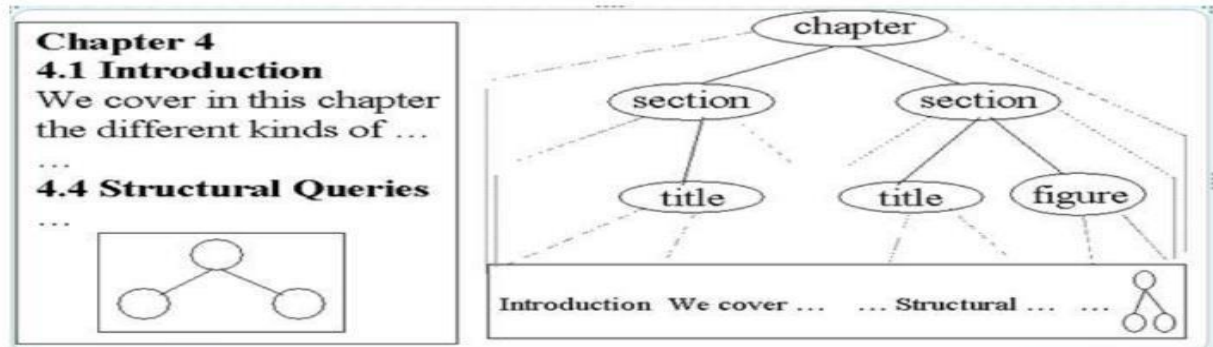 Chapter 4
4.1 Introduction
We cover in this chapter
the different kinds of ...
...
4.4 Structural Queries
...
chapter
section section
title title figure
Introduction We cover ... ... Structural ... ...